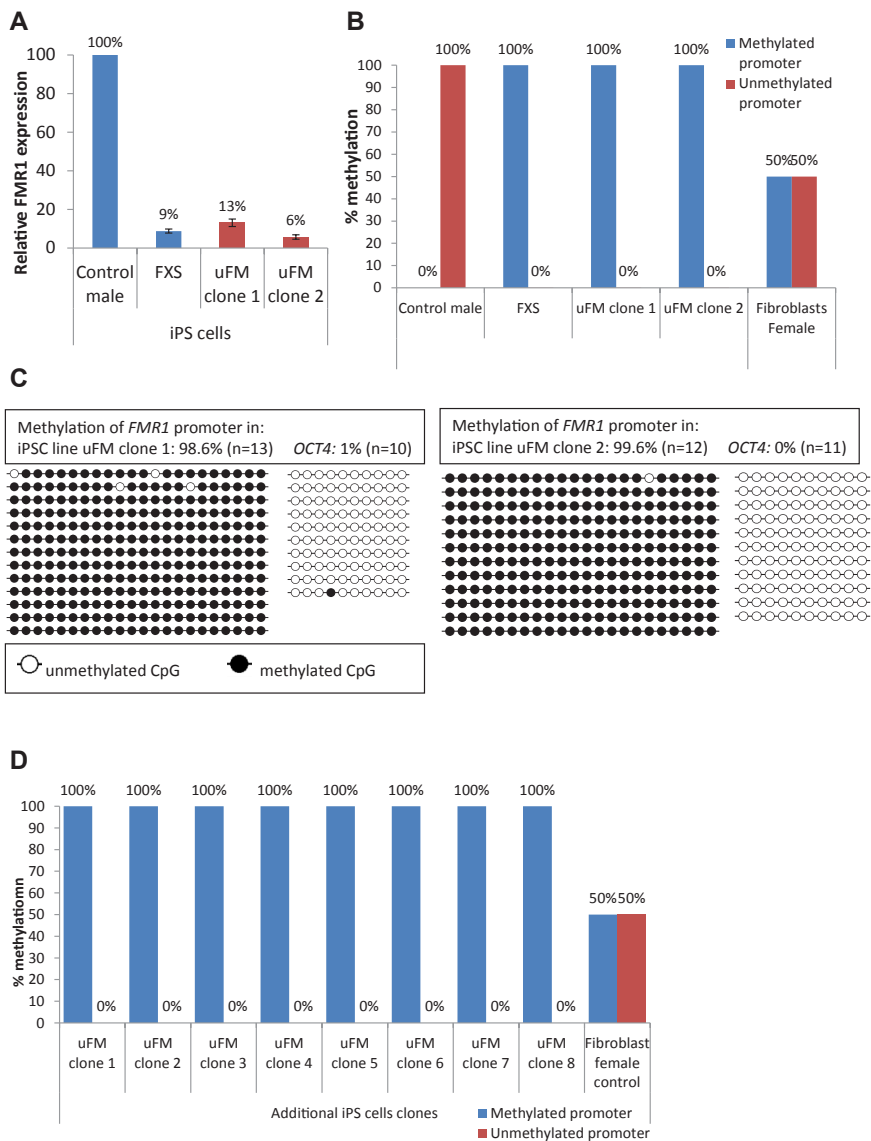 A
Relative FMR1 expression
100
80
60
40
20
0
100%
9%
13%
6%
Control male
FXS
uFM clone 1
uFM clone 2
iPS cells
B
Methylated promoter
Unmethylated promoter
% methylation
100
90
80
70
60
50
40
30
20
10
0
0%
100%
100%
0%
100%
0%
100%
0%
50%
50%
Control male
FXS
uFM clone 1
uFM clone 2
Fibroblasts Female
C
Methylation of FMR1 promoter in:
iPSC line uFM clone 1: 98.6% (n=13) OCT4: 1% (n=10)
Methylation of FMR1 promoter in:
iPSC line uFM clone 2: 99.6% (n=12) OCT4: 0% (n=11)
unmethylated CpG
methylated CpG
D
% methylatiomn
100
90
80
70
60
50
40
30
20
10
0
100%
0%
100%
0%
100%
0%
100%
0%
100%
0%
100%
0%
100%
0%
100%
0%
50%
50%
uFM clone 1
uFM clone 2
uFM clone 3
uFM clone 4
uFM clone 5
uFM clone 6
uFM clone 7
uFM clone 8
Fibroblast female control
Additional iPS cells clones
Methylated promoter
Unmethylated promoter